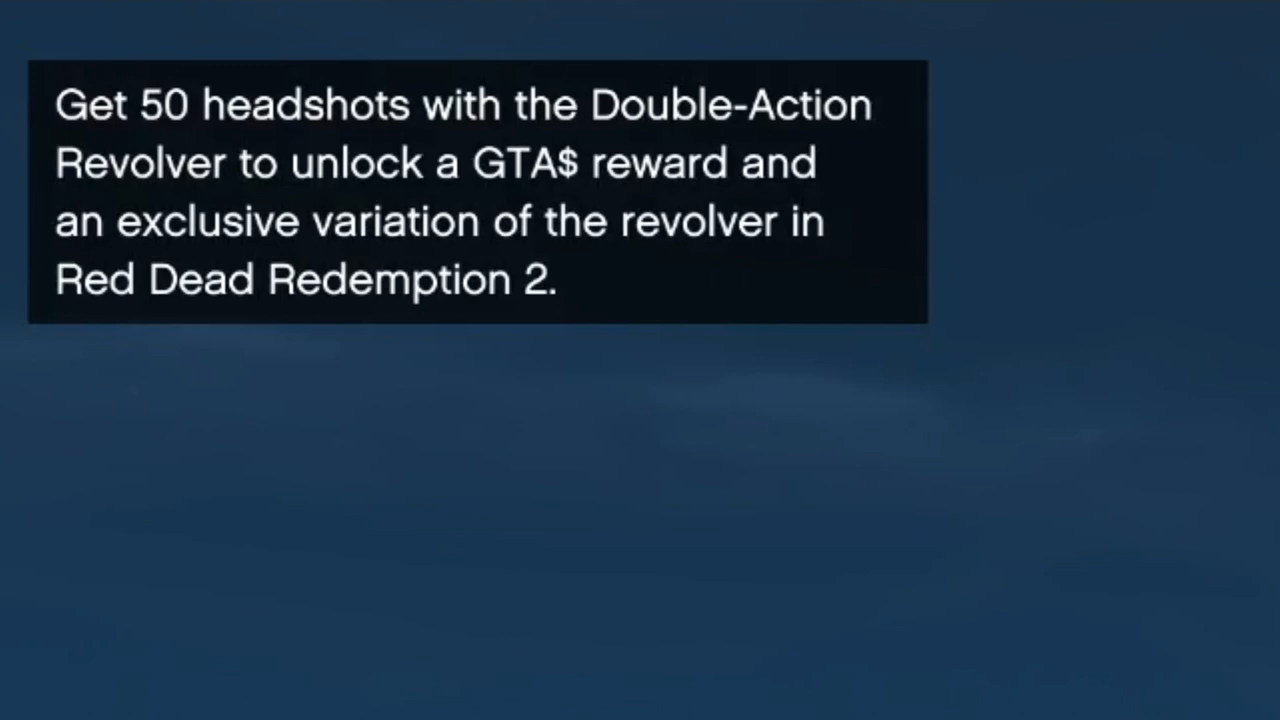 Get 50 headshots with the Double-Action
Revolver to unlock a GTA$ reward and
an exclusive variation of the revolver in
Red Dead Redemption 2.